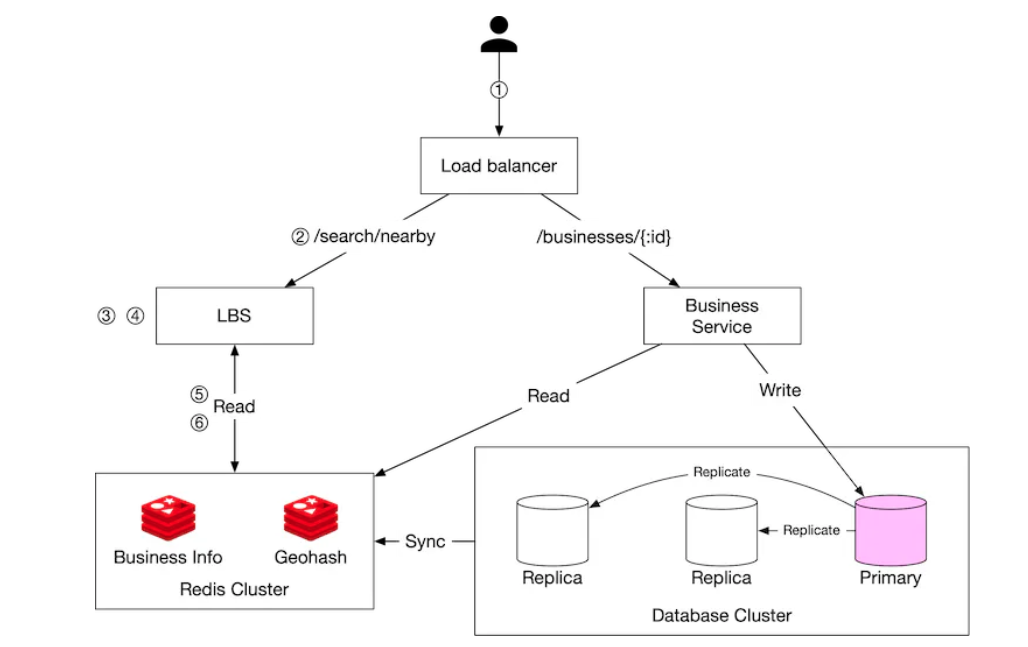 ①
Load balancer
② /search/nearby
/businesses/{:id}
③ ④
LBS
Business
Service
⑤
Read
⑥
Read
Write
Replicate
Replicate
Business Info
Geohash
Redis Cluster
Sync
Replica
Replica
Primary
Database Cluster